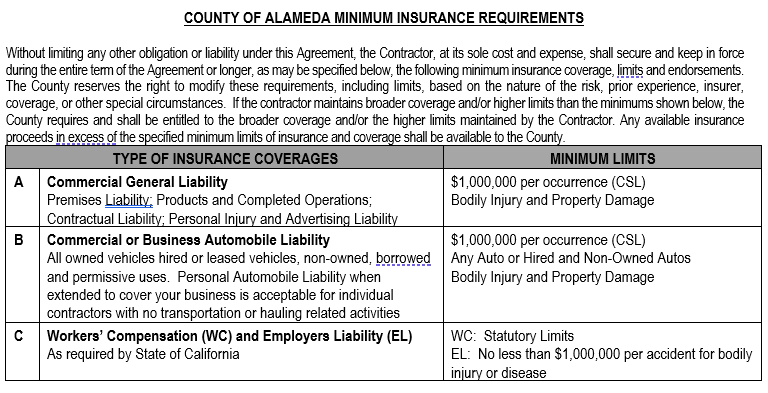 COUNTY OF ALAMEDA MINIMUM INSURANCE REQUIREMENTS
Without limiting any other obligation or liability under this Agreement, the Contractor, at its sole cost and expense, shall secure and keep in force
during the entire term of the Agreement or longer, as may be specified below, the following minimum insurance coverage, limits and endorsements.
The County reserves the right to modify these requirements, including limits, based on the nature of the risk, prior experience, insurer,
coverage, or other special circumstances. If the contractor maintains broader coverage and/or higher limits than the minimums shown below, the
County requires and shall be entitled to the broader coverage and/or the higher limits maintained by the Contractor. Any available insurance
proceeds in excess of the specified minimum limits of insurance and coverage shall be available to the County.
TYPE OF INSURANCE COVERAGES
MINIMUM LIMITS
A
Commercial General Liability
Premises Liability; Products and Completed Operations;
Contractual Liability; Personal Injury and Advertising Liability
$1,000,000 per occurrence (CSL)
Bodily Injury and Property Damage
B
Commercial or Business Automobile Liability
All owned vehicles hired or leased vehicles, non-owned, borrowed
and permissive uses. Personal Automobile Liability when
extended to cover your business is acceptable for individual
contractors with no transportation or hauling related activities
$1,000,000 per occurrence (CSL)
Any Auto or Hired and Non-Owned Autos
Bodily Injury and Property Damage
C
Workers' Compensation (WC) and Employers Liability (EL)
As required by State of California
WC: Statutory Limits
EL: No less than $1,000,000 per accident for bodily
injury or disease